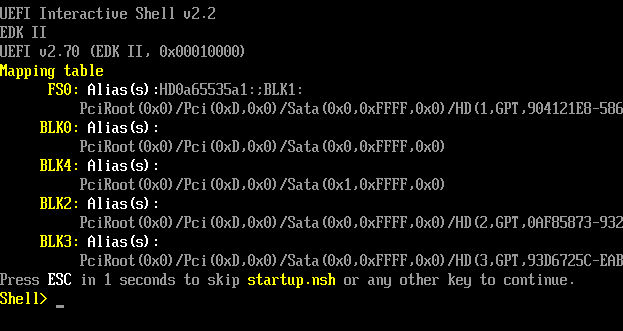 UEFI Interactive Shell v2.2
EDK II
UEFI v2.70 (EDK II, 0x00010000)
Mapping table
FS0: Alias(s):HD0a65535a1:;BLK1:
PciRoot(0x0)/Pci(0xD,0x0)/Sata(0x0,0xFFFF,0x0)/HD(1,GPT,904121E8-586
BLK0: Alias(s):
PciRoot(0x0)/Pci(0xD,0x0)/Sata(0x0,0xFFFF,0x0)
BLK4: Alias(s):
PciRoot(0x0)/Pci(0xD,0x0)/Sata(0x1,0xFFFF,0x0)
BLK2: Alias(s):
PciRoot(0x0)/Pci(0xD,0x0)/Sata(0x0,0xFFFF,0x0)/HD(2,GPT,0AF85873-932
BLK3: Alias(s):
PciRoot(0x0)/Pci(0xD,0x0)/Sata(0x0,0xFFFF,0x0)/HD(3,GPT,93D6725C-EAB
Press ESC in 1 seconds to skip startup.nsh or any other key to continue.
Shell> _